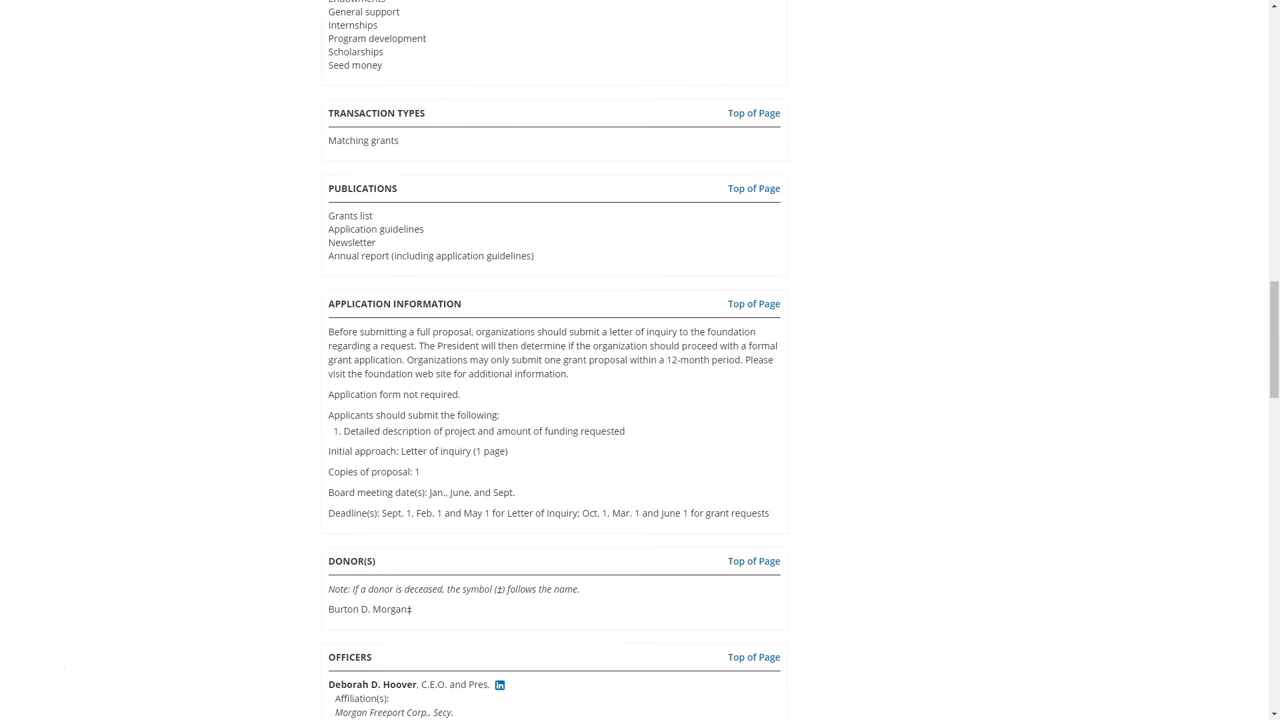 Endowments
General support
Internships
Program development
Scholarships
Seed money
TRANSACTION TYPES Top of Page
Matching grants
PUBLICATIONS Top of Page
Grants list
Application guidelines
Newsletter
Annual report (including application guidelines)
APPLICATION INFORMATION Top of Page
Before submitting a full proposal, organizations should submit a letter of inquiry to the foundation
regarding a request. The President will then determine if the organization should proceed with a formal
grant application. Organizations may only submit one grant proposal within a 12-month period. Please
visit the foundation web site for additional information.
Application form not required.
Applicants should submit the following:
1. Detailed description of project and amount of funding requested
Initial approach: Letter of inquiry (1 page)
Copies of proposal: 1
Board meeting date(s): Jan., June, and Sept.
Deadline(s): Sept. 1, Feb. 1 and May 1 for Letter of Inquiry; Oct. 1, Mar. 1 and June 1 for grant requests
DONOR(S) Top of Page
Note: If a donor is deceased, the symbol (‡) follows the name.
Burton D. Morgan‡
OFFICERS Top of Page
Deborah D. Hoover, C.E.O. and Pres. in
Affiliation(s):
Morgan Freeport Corp., Secy.